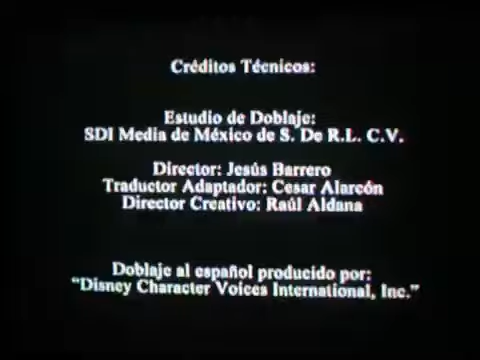 Créditos Técnicos:
Estudio de Doblaje:
SDI Media de México de S. De R.L. C.V.
Director: Jesús Barrero
Traductor Adaptador: Cesar Alarcón
Director Creativo: Raúl Aldana
Doblaje al español producido por:
“Disney Character Voices International, Inc.”